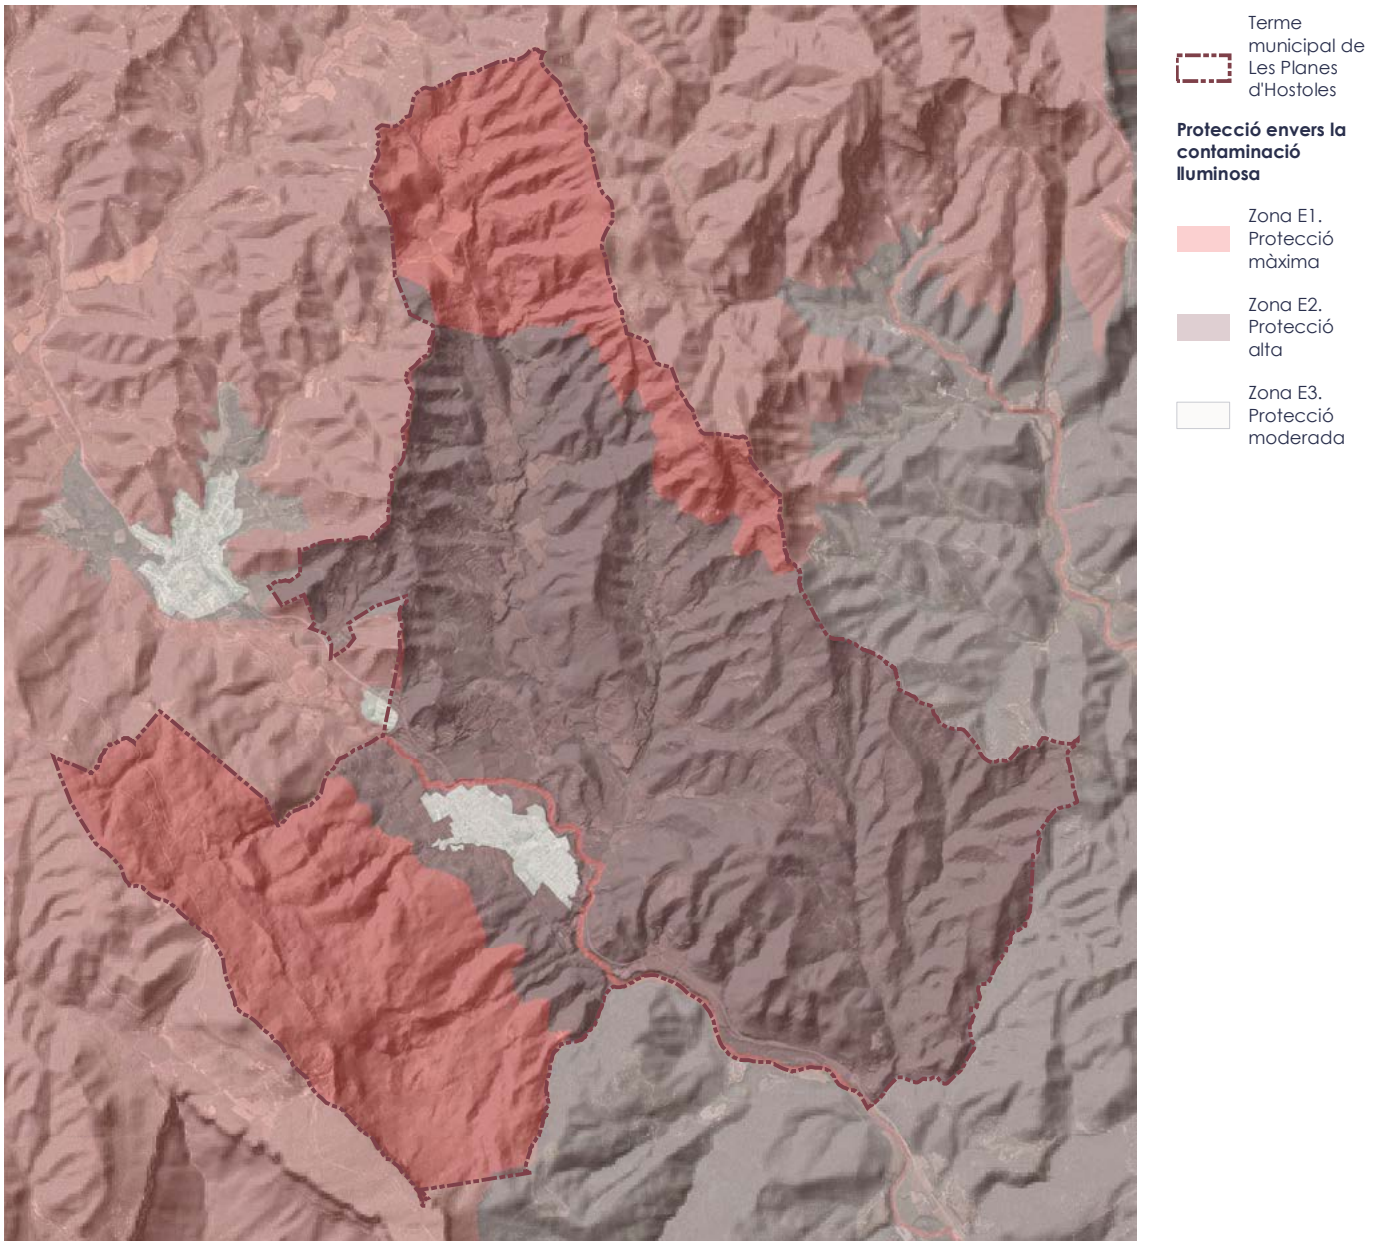 Terme
municipal de
Les Planes
d'Hostoles
Protecció envers la
contaminació
lluminosa
Zona E1.
Protecció
màxima
Zona E2.
Protecció
alta
Zona E3.
Protecció
moderada